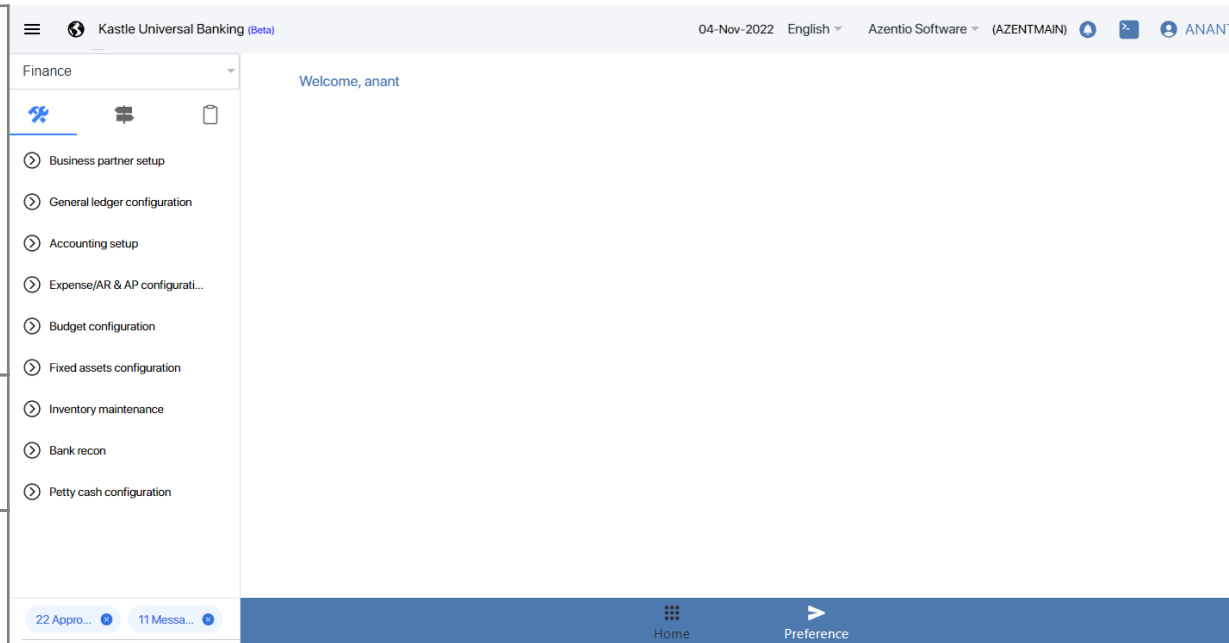 Kastle Universal Banking (Beta)
04-Nov-2022 English Azentio Software (AZENTMAIN) ANANT
Finance
Welcome, anant
Business partner setup
General ledger configuration
Accounting setup
Expense/AR & AP configurati...
Budget configuration
Fixed assets configuration
Inventory maintenance
Bank recon
Petty cash configuration
22 Appro... 11 Messa...
Home Preference